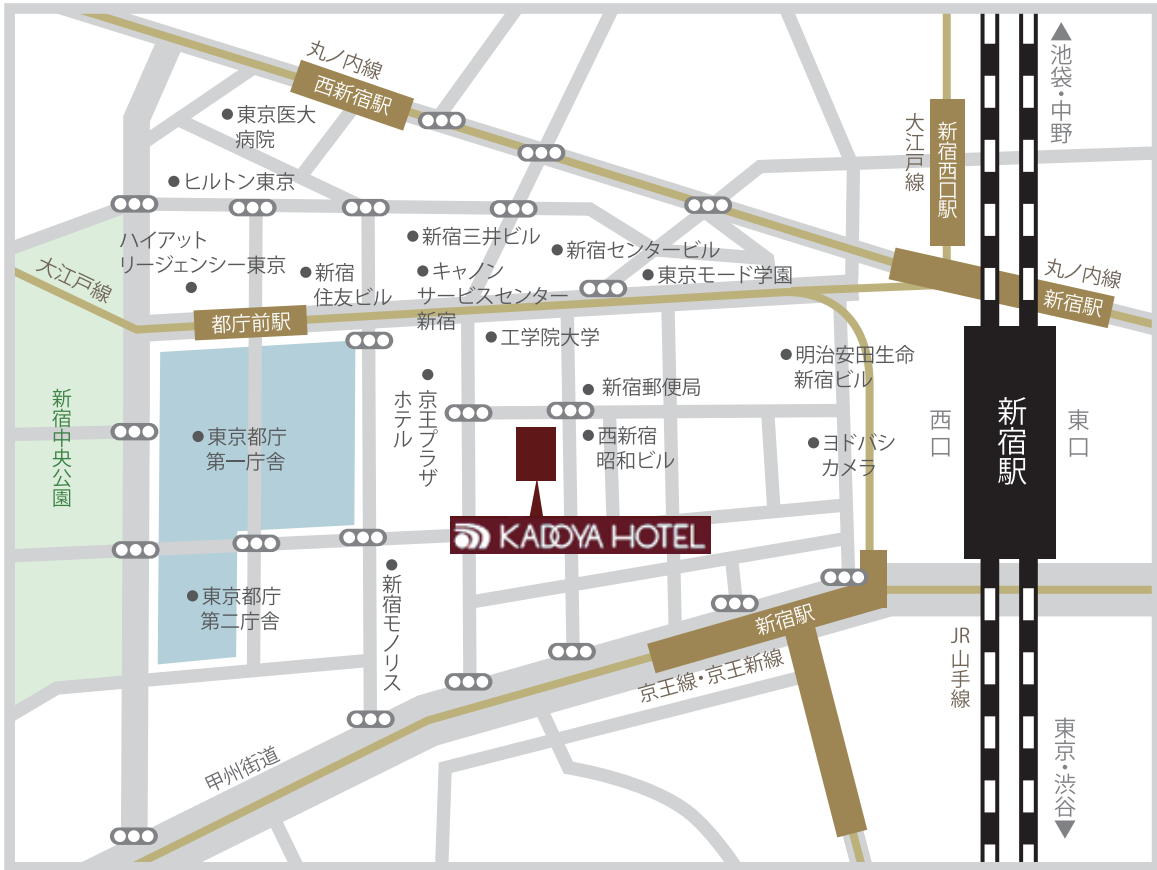 丸ノ内線
西新宿駅
▲池袋・中野
東京医大
病院
大江戸線
新宿西口駅
ヒルトン東京
ハイアット
リージェンシー東京
新宿三井ビル
新宿センタービル
大江戸線
新宿
住友ビル
キヤノン
サービスセンター
新宿
東京モード学園
丸ノ内線
新宿駅
都庁前駅
工学院大学
明治安田生命
新宿ビル
京王プラザ
ホテル
新宿郵便局
新宿中央公園
東京都庁
第一庁舎
西新宿
昭和ビル
ヨドバシ
カメラ
西口
新宿駅
東口
KADOYA HOTEL
新宿モノリス
東京都庁
第二庁舎
新宿駅
京王線・京王新線
JR山手線
甲州街道
東京・渋谷▼